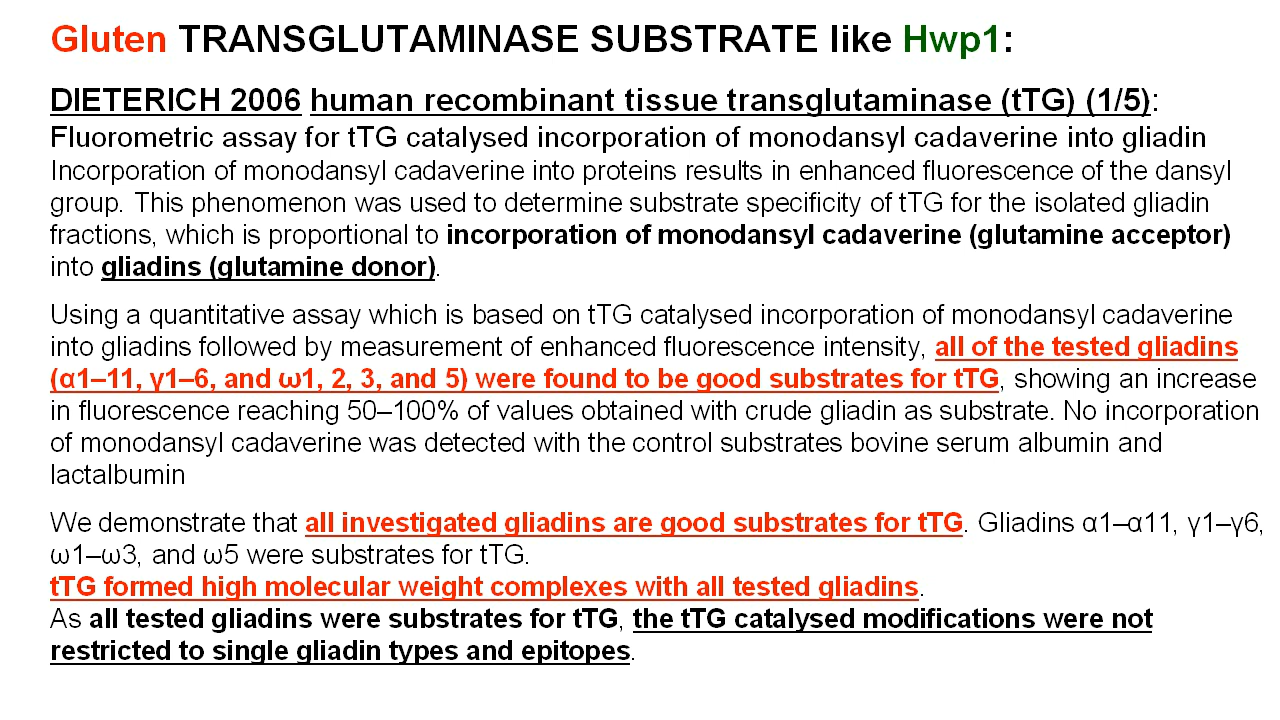 Gluten TRANSGLUTAMINASE SUBSTRATE like Hwp1:
DIETERICH 2006 human recombinant tissue transglutaminase (tTG) (1/5):
Fluorometric assay for tTG catalysed incorporation of monodansyl cadaverine into gliadin
Incorporation of monodansyl cadaverine into proteins results in enhanced fluorescence of the dansyl
group. This phenomenon was used to determine substrate specificity of tTG for the isolated gliadin
fractions, which is proportional to incorporation of monodansyl cadaverine (glutamine acceptor)
into gliadins (glutamine donor).
Using a quantitative assay which is based on tTG catalysed incorporation of monodansyl cadaverine
into gliadins followed by measurement of enhanced fluorescence intensity, all of the tested gliadins
(α1–11, γ1–6, and ω1, 2, 3, and 5) were found to be good substrates for tTG, showing an increase
in fluorescence reaching 50–100% of values obtained with crude gliadin as substrate. No incorporation
of monodansyl cadaverine was detected with the control substrates bovine serum albumin and
lactalbumin
We demonstrate that all investigated gliadins are good substrates for tTG. Gliadins α1–α11, γ1–γ6,
ω1–ω3, and ω5 were substrates for tTG.
tTG formed high molecular weight complexes with all tested gliadins.
As all tested gliadins were substrates for tTG, the tTG catalysed modifications were not
restricted to single gliadin types and epitopes.